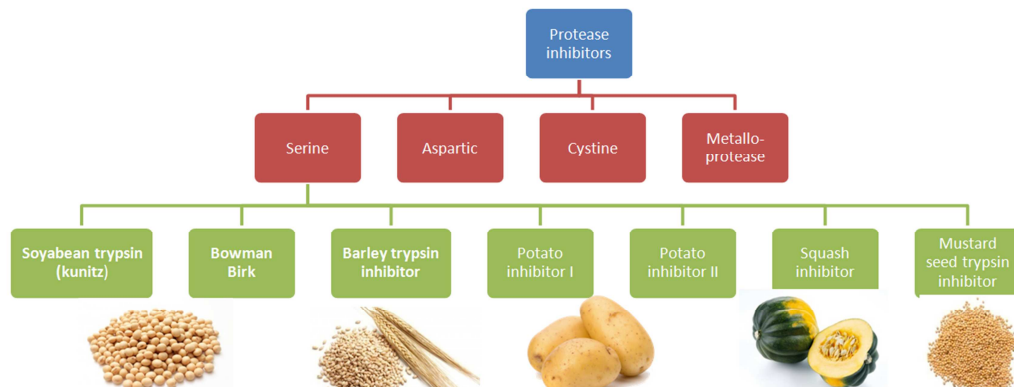 Protease
inhibitors
Serine
Aspartic
Cystine
Metallo-
protease
Soyabean trypsin
(kunitz)
Bowman
Birk
Barley trypsin
inhibitor
Potato
inhibitor I
Potato
inhibitor II
Squash
inhibitor
Mustard
seed trypsin
inhibitor